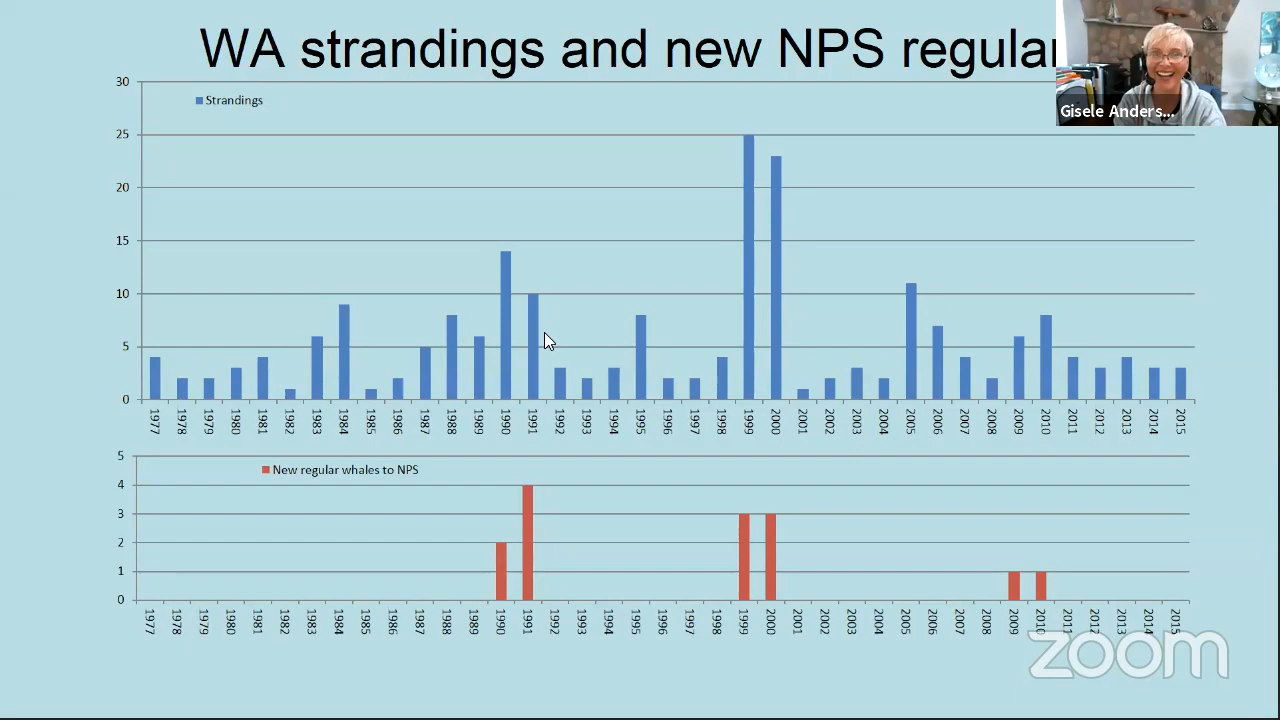 WA strandings and new NPS regular
Gisele Anders...
30
Strandings
25
20
15
10
5
0
1977 1978 1979 1980 1981 1982 1983 1984 1985 1986 1987 1988 1989 1990 1991 1992 1993 1994 1995 1996 1997 1998 1999 2000 2001 2002 2003 2004 2005 2006 2007 2008 2009 2010 2011 2012 2013 2014 2015
5
New regular whales to NPS
4
3
2
1
0
1977 1978 1979 1980 1981 1982 1983 1984 1985 1986 1987 1988 1989 1990 1991 1992 1993 1994 1995 1996 1997 1998 1999 2000 2001 2002 2003 2004 2005 2006 2007 2008 2009 2010 2011 2012 2013 2014 2015
zoom